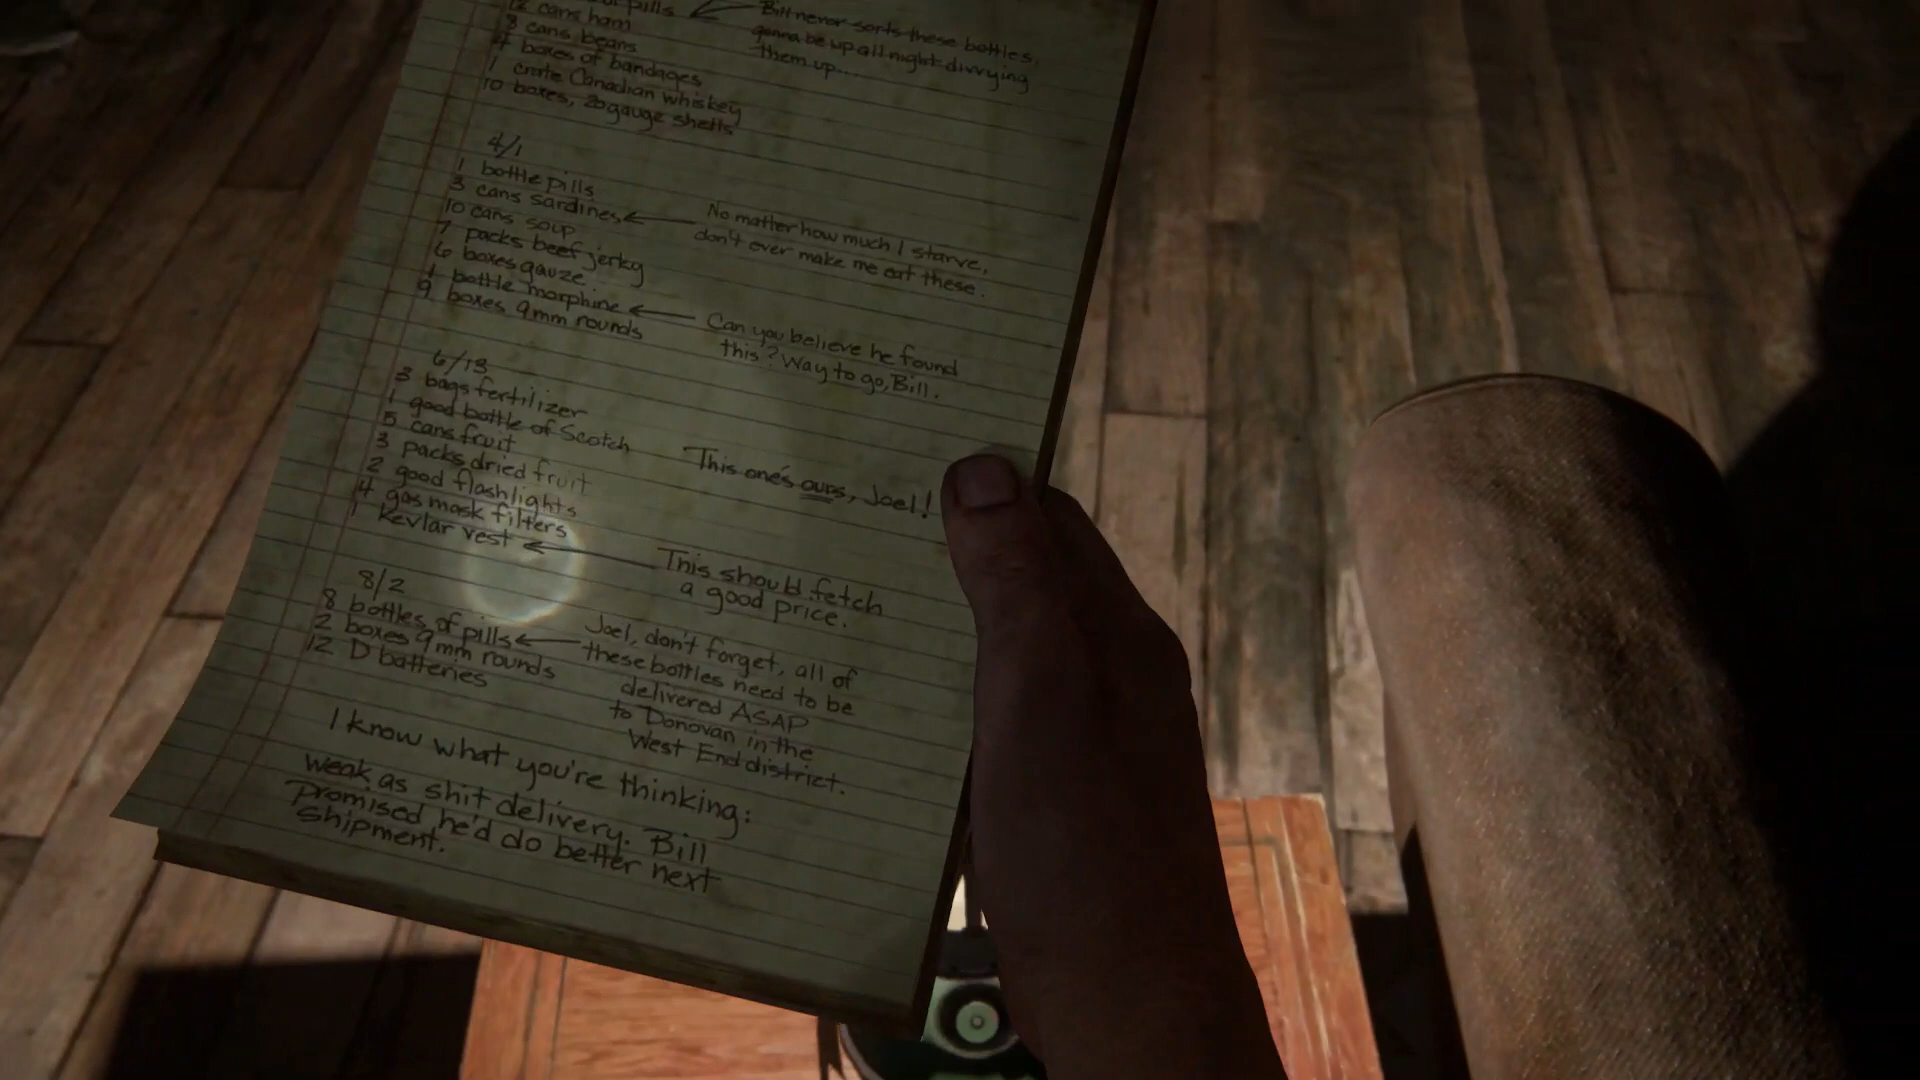 pills
Bill never sorts these bottles,
gonna be up all night divvying
them up...
12 cans ham
8 cans beans
4 boxes of bandages
1 crate Canadian whiskey
10 boxes, 20 gauge shells
4/1
1 bottle pills
3 cans sardines
No matter how much I starve,
don't ever make me eat these.
10 cans soup
7 packs beef jerky
6 boxes gauze
1 bottle morphine
Can you believe he found
this? Way to go, Bill.
9 boxes 9mm rounds
6/13
3 bags fertilizer
1 good bottle of Scotch
This one's ours, Joel!
5 cans fruit
3 packs dried fruit
2 good flashlights
4 gas mask filters
1 Kevlar vest
This should fetch
a good price.
8/2
8 bottles of pills
Joel, don't forget, all of
these bottles need to be
delivered ASAP
to Donovan in the
West End district.
2 boxes 9mm rounds
12 D batteries
I know what you're thinking:
weak as shit delivery. Bill
promised he'd do better next
shipment.